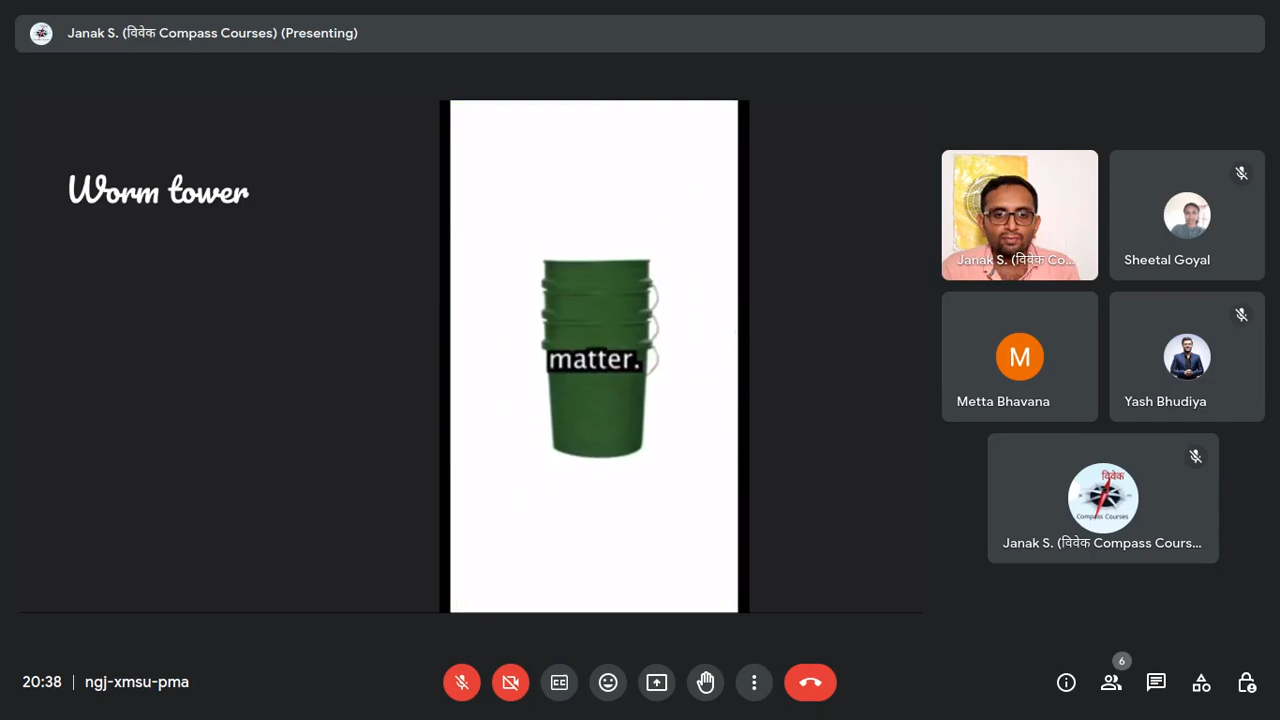 Janak S. (विवेक Compass Courses) (Presenting)
Worm tower
matter.
Janak S. (विवेक Co...
Sheetal Goyal
M
Metta Bhavana
Yash Bhudiya
विवेक
Compass Courses
Janak S. (विवेक Compass Cours...
20:38
ngj-xmsu-pma
6